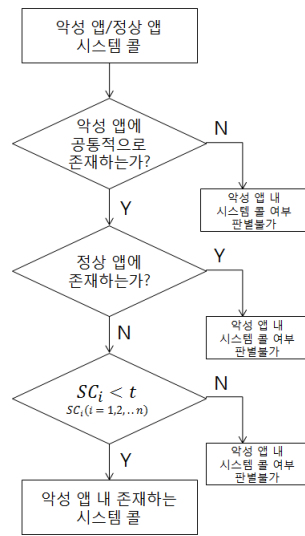 악성 앱/정상 앱
시스템 콜
악성 앱에
공통적으로
존재하는가?
N
악성 앱 내
시스템 콜 여부
판별불가
Y
정상 앱에
존재하는가?
Y
악성 앱 내
시스템 콜 여부
판별불가
N
SCᵢ < t
SCᵢ(i = 1,2,..n)
N
악성 앱 내
시스템 콜 여부
판별불가
Y
악성 앱 내 존재하는
시스템 콜